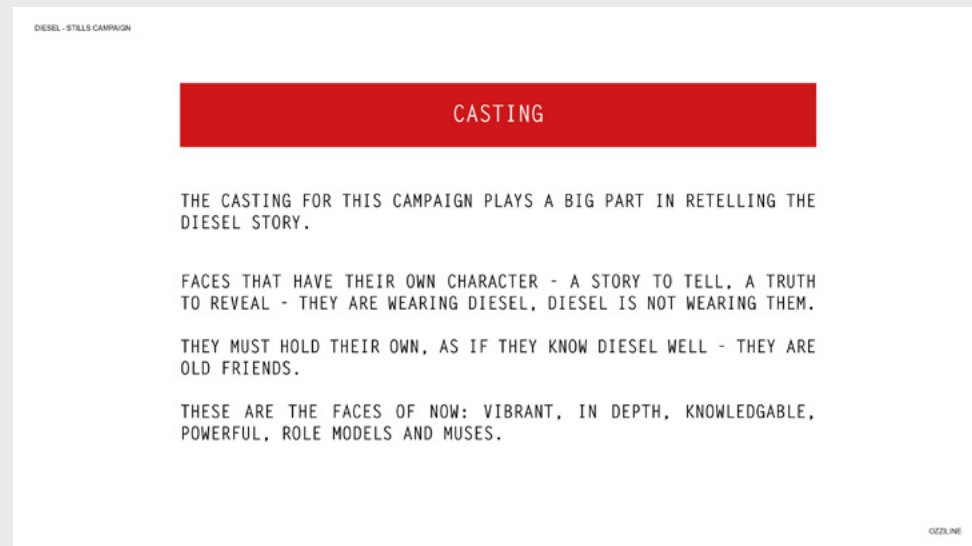 DIESEL - STILLS CAMPAIGN
CASTING
THE CASTING FOR THIS CAMPAIGN PLAYS A BIG PART IN RETELLING THE
DIESEL STORY.
FACES THAT HAVE THEIR OWN CHARACTER - A STORY TO TELL, A TRUTH
TO REVEAL - THEY ARE WEARING DIESEL, DIESEL IS NOT WEARING THEM.
THEY MUST HOLD THEIR OWN, AS IF THEY KNOW DIESEL WELL - THEY ARE
OLD FRIENDS.
THESE ARE THE FACES OF NOW: VIBRANT, IN DEPTH, KNOWLEDGABLE,
POWERFUL, ROLE MODELS AND MUSES.
OZZILINE